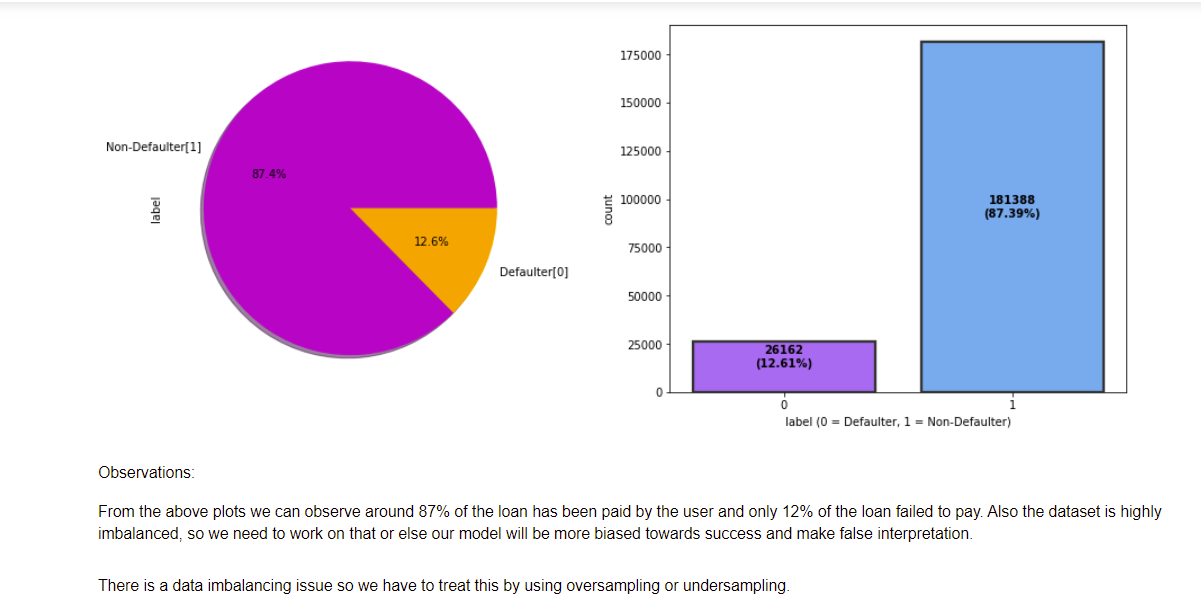 Non-Defaulter[1]
87.4%
label
12.6%
Defaulter[0]
175000
150000
125000
100000
75000
50000
25000
0
count
181388
(87.39%)
26162
(12.61%)
0
1
label (0 = Defaulter, 1 = Non-Defaulter)
Observations:
From the above plots we can observe around 87% of the loan has been paid by the user and only 12% of the loan failed to pay. Also the dataset is highly
imbalanced, so we need to work on that or else our model will be more biased towards success and make false interpretation.
There is a data imbalancing issue so we have to treat this by using oversampling or undersampling.